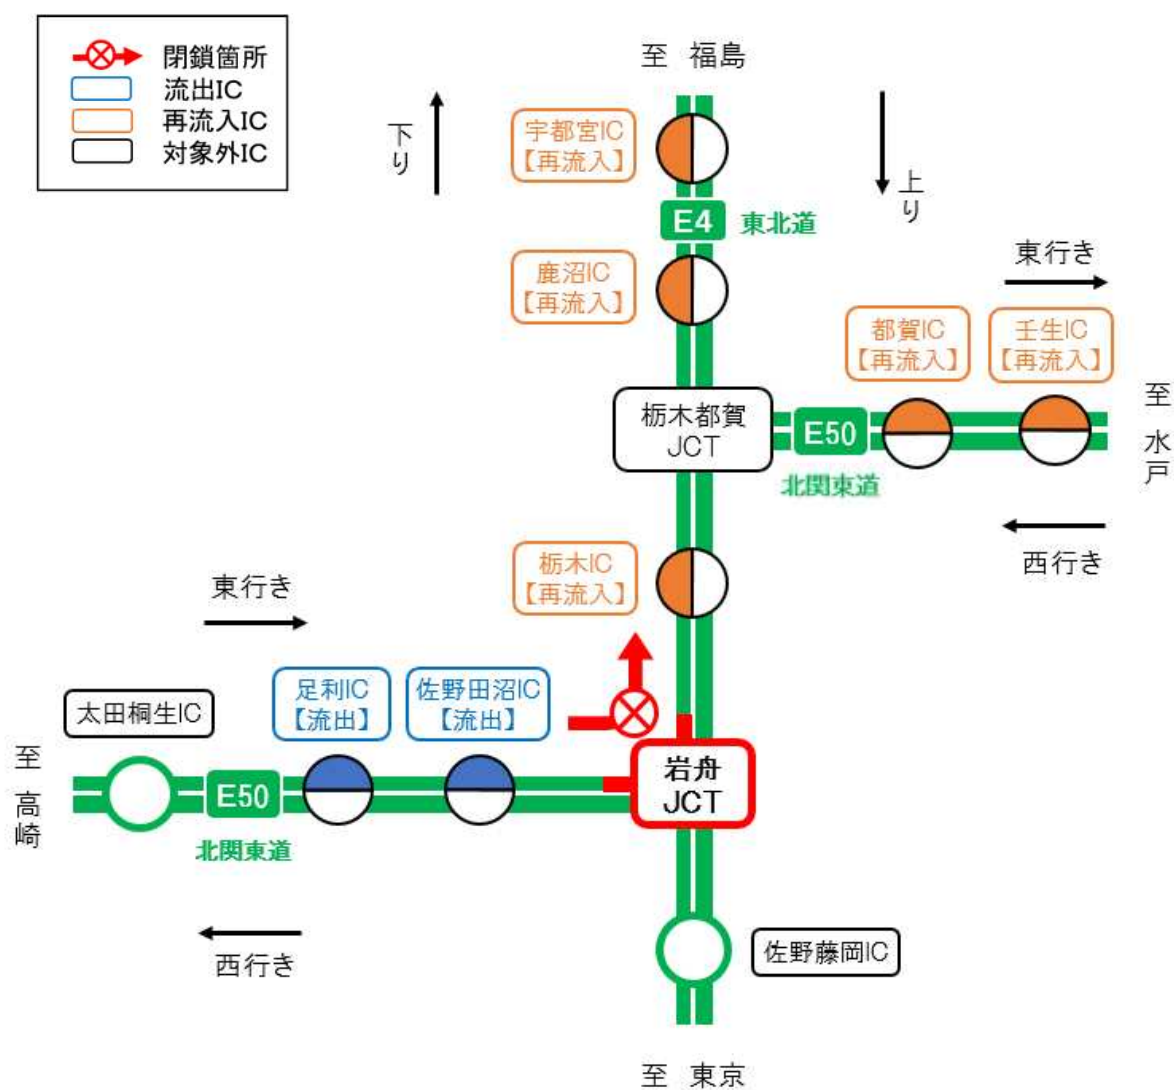 閉鎖箇所
流出IC
再流入IC
対象外IC
至 福島
下り
上り
宇都宮IC
【再流入】
E4
東北道
鹿沼IC
【再流入】
東行き
都賀IC
【再流入】
壬生IC
【再流入】
栃木都賀
JCT
E50
北関東道
至 水戸
西行き
栃木IC
【再流入】
東行き
太田桐生IC
足利IC
【流出】
佐野田沼IC
【流出】
至 高崎
E50
北関東道
岩舟
JCT
西行き
佐野藤岡IC
至 東京